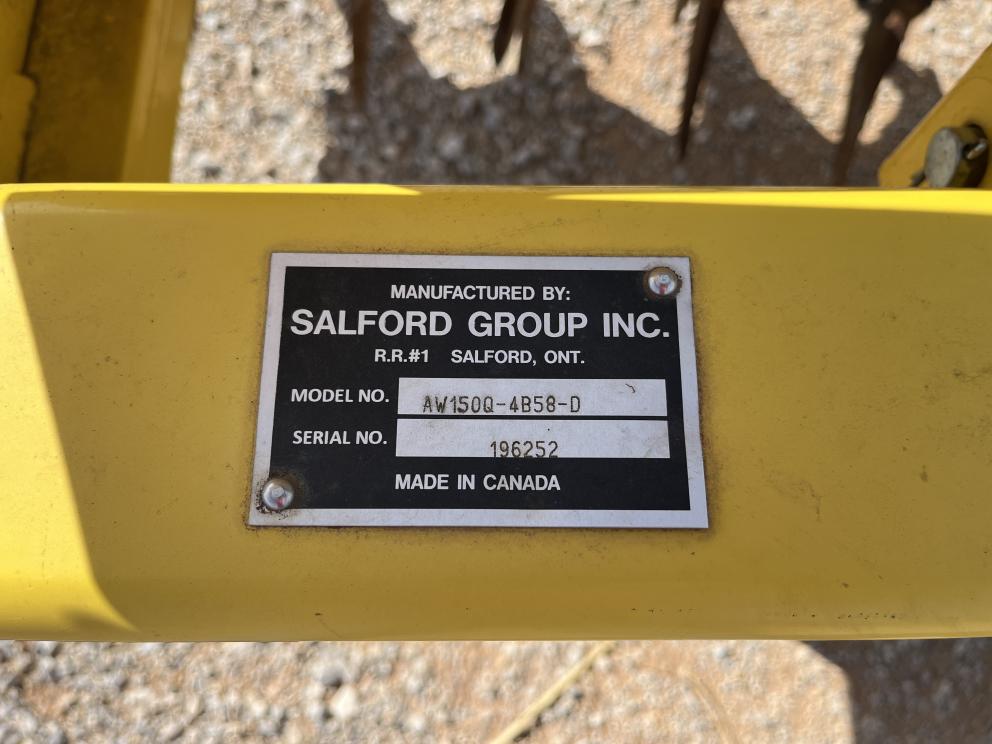 MANUFACTURED BY:
SALFORD GROUP INC.
R.R.#1 SALFORD, ONT.
MODEL NO. AW150Q-4B58-D
SERIAL NO. 196252
MADE IN CANADA